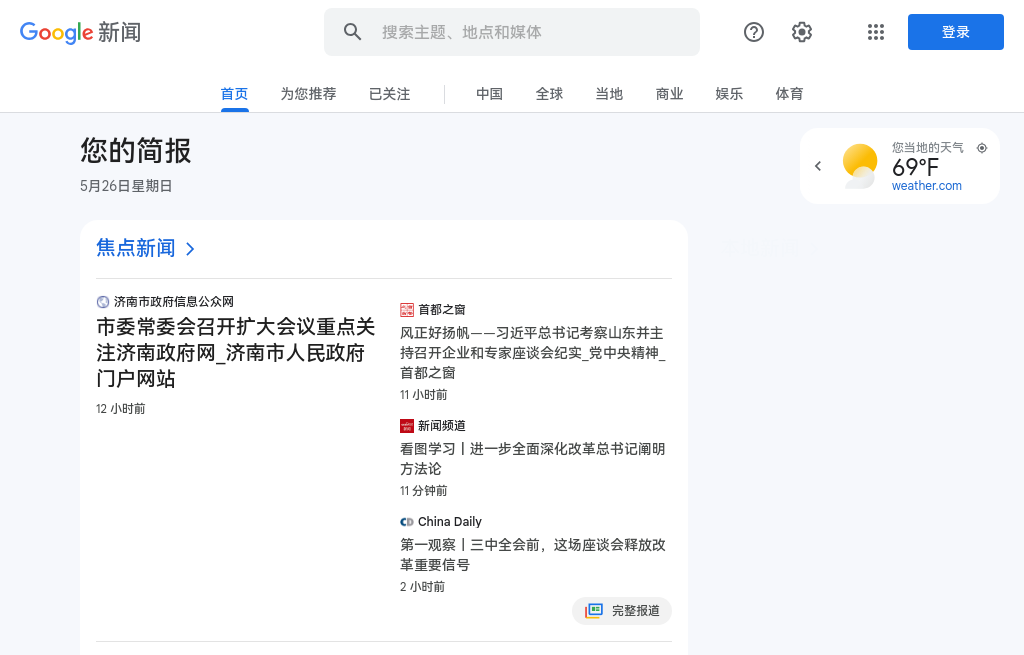 Google 新闻
搜索主题、地点和媒体
登录
首页 为您推荐 已关注 中国 全球 当地 商业 娱乐 体育
您的简报
5月26日星期日
您当地的天气
69°F
weather.com
焦点新闻
济南市政府信息公众网
市委常委会召开扩大会议重点关
注济南政府网_济南市人民政府
门户网站
12 小时前
首都之窗
风正好扬帆——习近平总书记考察山东并主
持召开企业和专家座谈会纪实_党中央精神_
首都之窗
11 小时前
新闻频道
看图学习丨进一步全面深化改革总书记阐明
方法论
11 分钟前
China Daily
第一观察丨三中全会前，这场座谈会释放改
革重要信号
2 小时前
完整报道